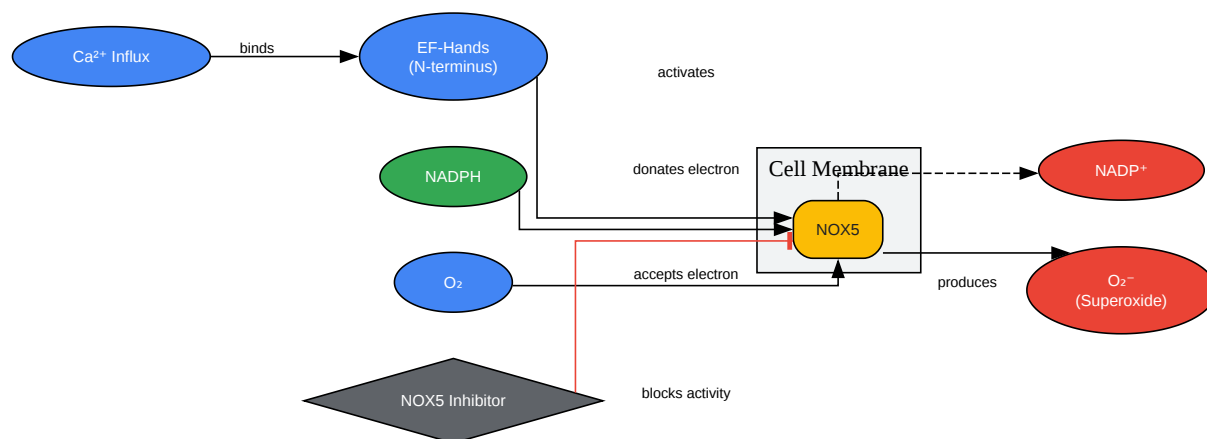 Ca²⁺ Influx
binds
EF-Hands
(N-terminus)
activates
NADPH
donates electron
Cell Membrane
NADP⁺
NOX5
O₂
accepts electron
produces
O₂⁻
(Superoxide)
NOX5 Inhibitor
blocks activity